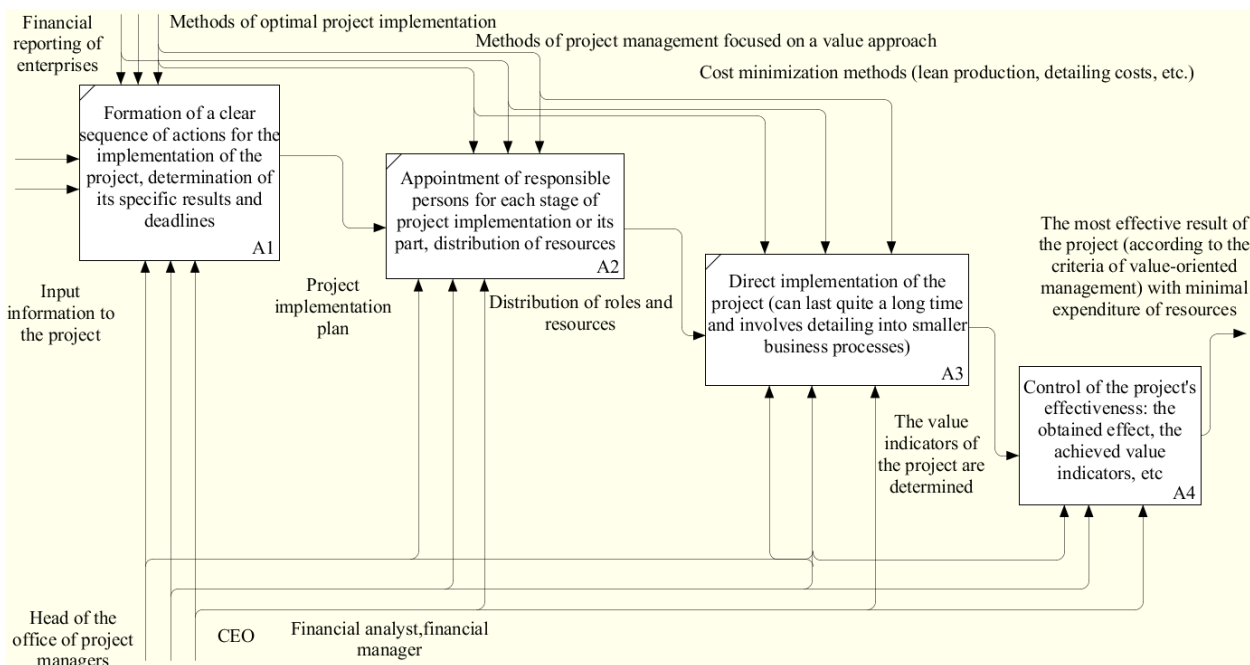 Financial
reporting of
enterprises
Methods of optimal project implementation
Methods of project management focused on a value approach
Cost minimization methods (lean production, detailing costs, etc.)
Formation of a clear
sequence of actions for the
implementation of the
project, determination of
its specific results and
deadlines
A1
Appointment of responsible
persons for each stage of
project implementation or its
part, distribution of resources
A2
The most effective result of
the project (according to the
criteria of value-oriented
management) with minimal
expenditure of resources
Direct implementation of the
project (can last quite a long time
and involves detailing into smaller
business processes)
A3
Input
information to
the project
Project
implementation
plan
Distribution of roles and
resources
Control of the project's
effectiveness: the
obtained effect, the
achieved value
indicators, etc
A4
The value
indicators of
the project are
determined
Head of the
office of project
managers
CEO
Financial analyst,financial
manager